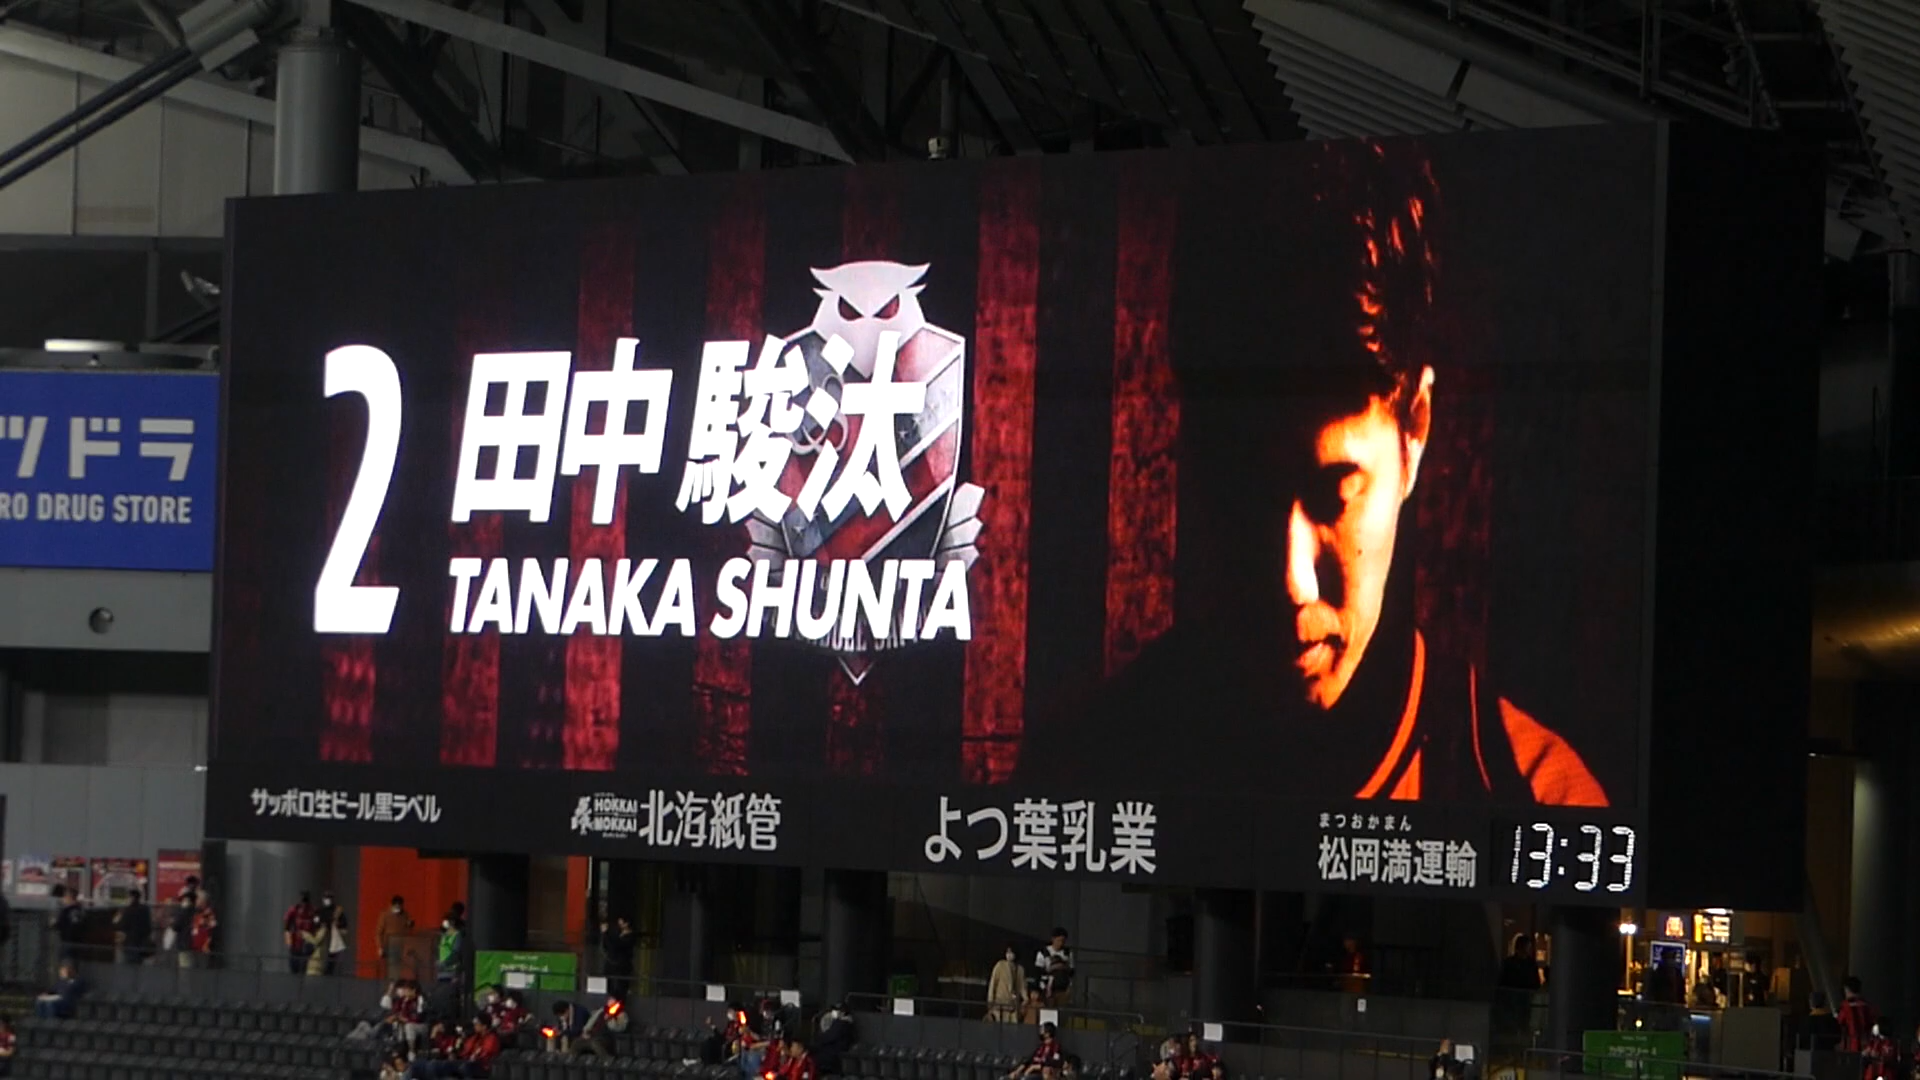 2
田中 駿汰
TANAKA SHUNTA
ツドラ
RO DRUG STORE
サッポロ生ビール黒ラベル
HOKKAI
MOKKAI
北海紙管
よつ葉乳業
まつおかまん
松岡満運輸
13:33